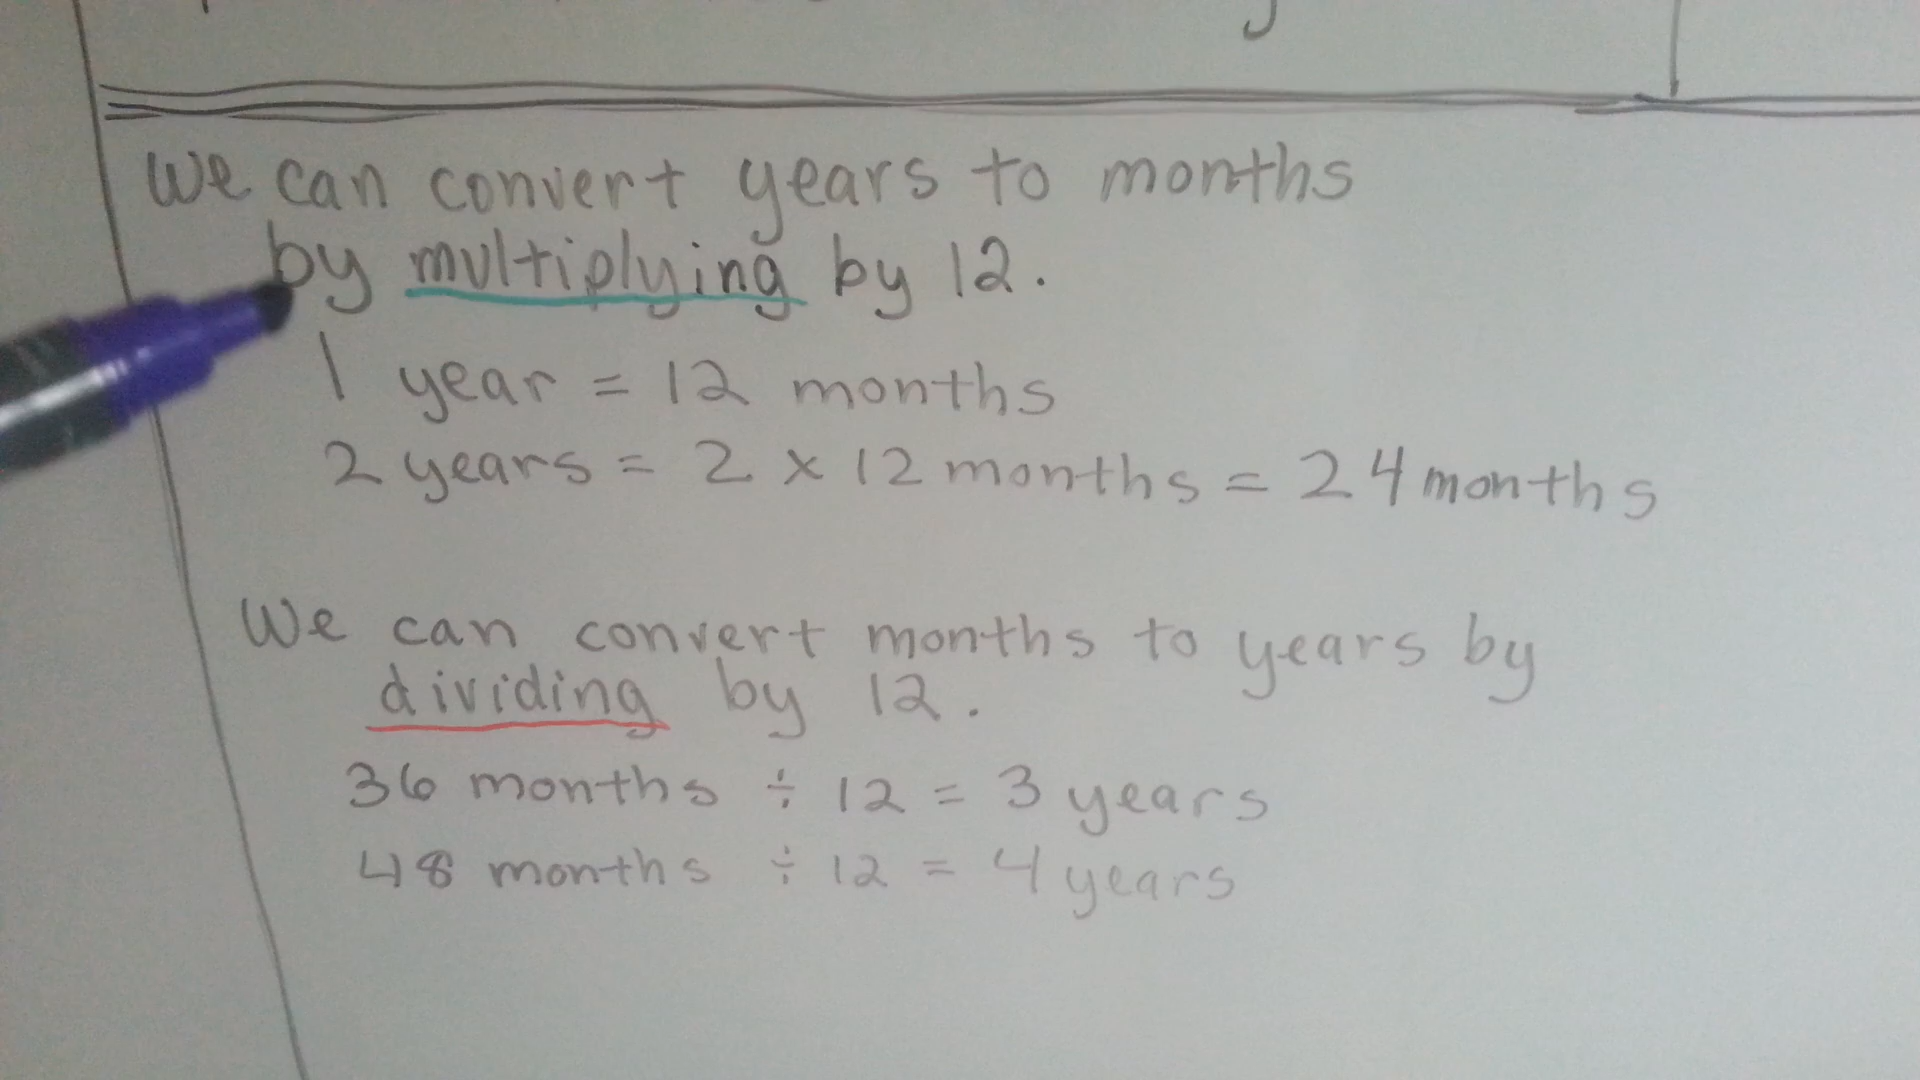 We can convert years to months
by multiplying by 12.
1 year = 12 months
2 years = 2 x 12 months = 24 months
We can convert months to years by
dividing by 12.
36 months ÷ 12 = 3 years
48 months ÷ 12 = 4 years